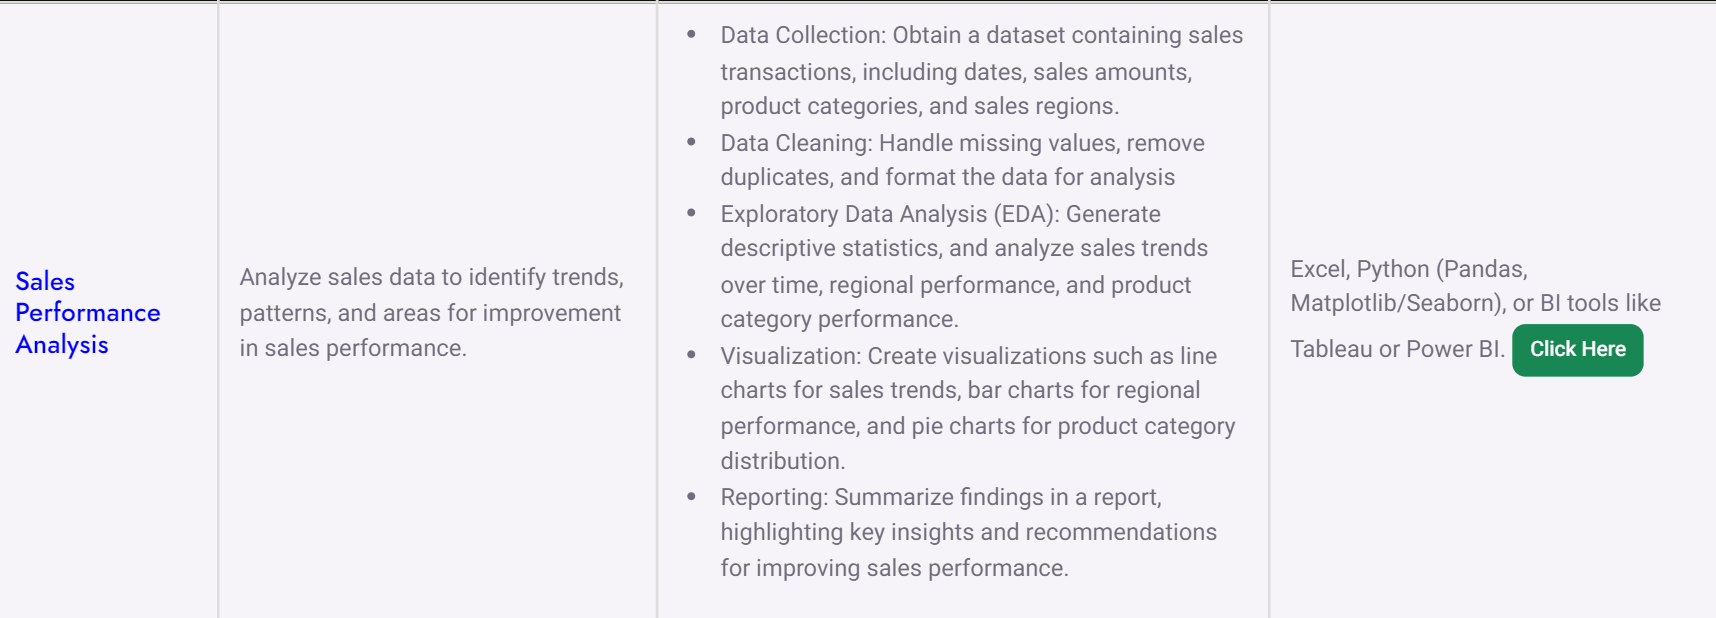 Sales
Performance
Analysis
Analyze sales data to identify trends,
patterns, and areas for improvement
in sales performance.
• Data Collection: Obtain a dataset containing sales
transactions, including dates, sales amounts,
product categories, and sales regions.
• Data Cleaning: Handle missing values, remove
duplicates, and format the data for analysis
• Exploratory Data Analysis (EDA): Generate
descriptive statistics, and analyze sales trends
over time, regional performance, and product
category performance.
• Visualization: Create visualizations such as line
charts for sales trends, bar charts for regional
performance, and pie charts for product category
distribution.
• Reporting: Summarize findings in a report,
highlighting key insights and recommendations
for improving sales performance.
Excel, Python (Pandas,
Matplotlib/Seaborn), or BI tools like
Tableau or Power BI. Click Here